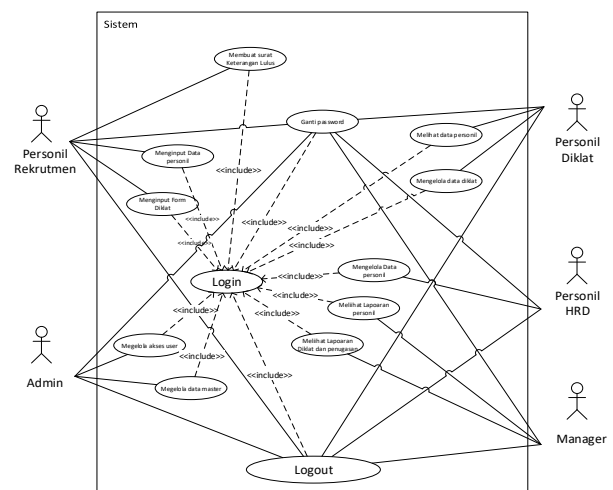 Sistem
Membuat surat
Keterangan Lulus
Ganti password
Melihat data personil
Personil
Rekrutmen
Personil
Diklat
Menginput Data
personil
<<include>>
<<include>>
Mengelola data diklat
Menginput Form
Diklat
<<include>>
<<include>>
<<include>>
<<include>>
Login
<<include>>
Mengelola Data
personil
<<include>>
Melihat Lapoaran
personil
Personil
HRD
<<include>>
<<include>>
Admin
Megelola akses user
<<include>>
Melihat Lapoaran
Diklat dan penugasan
<<include>>
Megelola data master
Manager
Logout